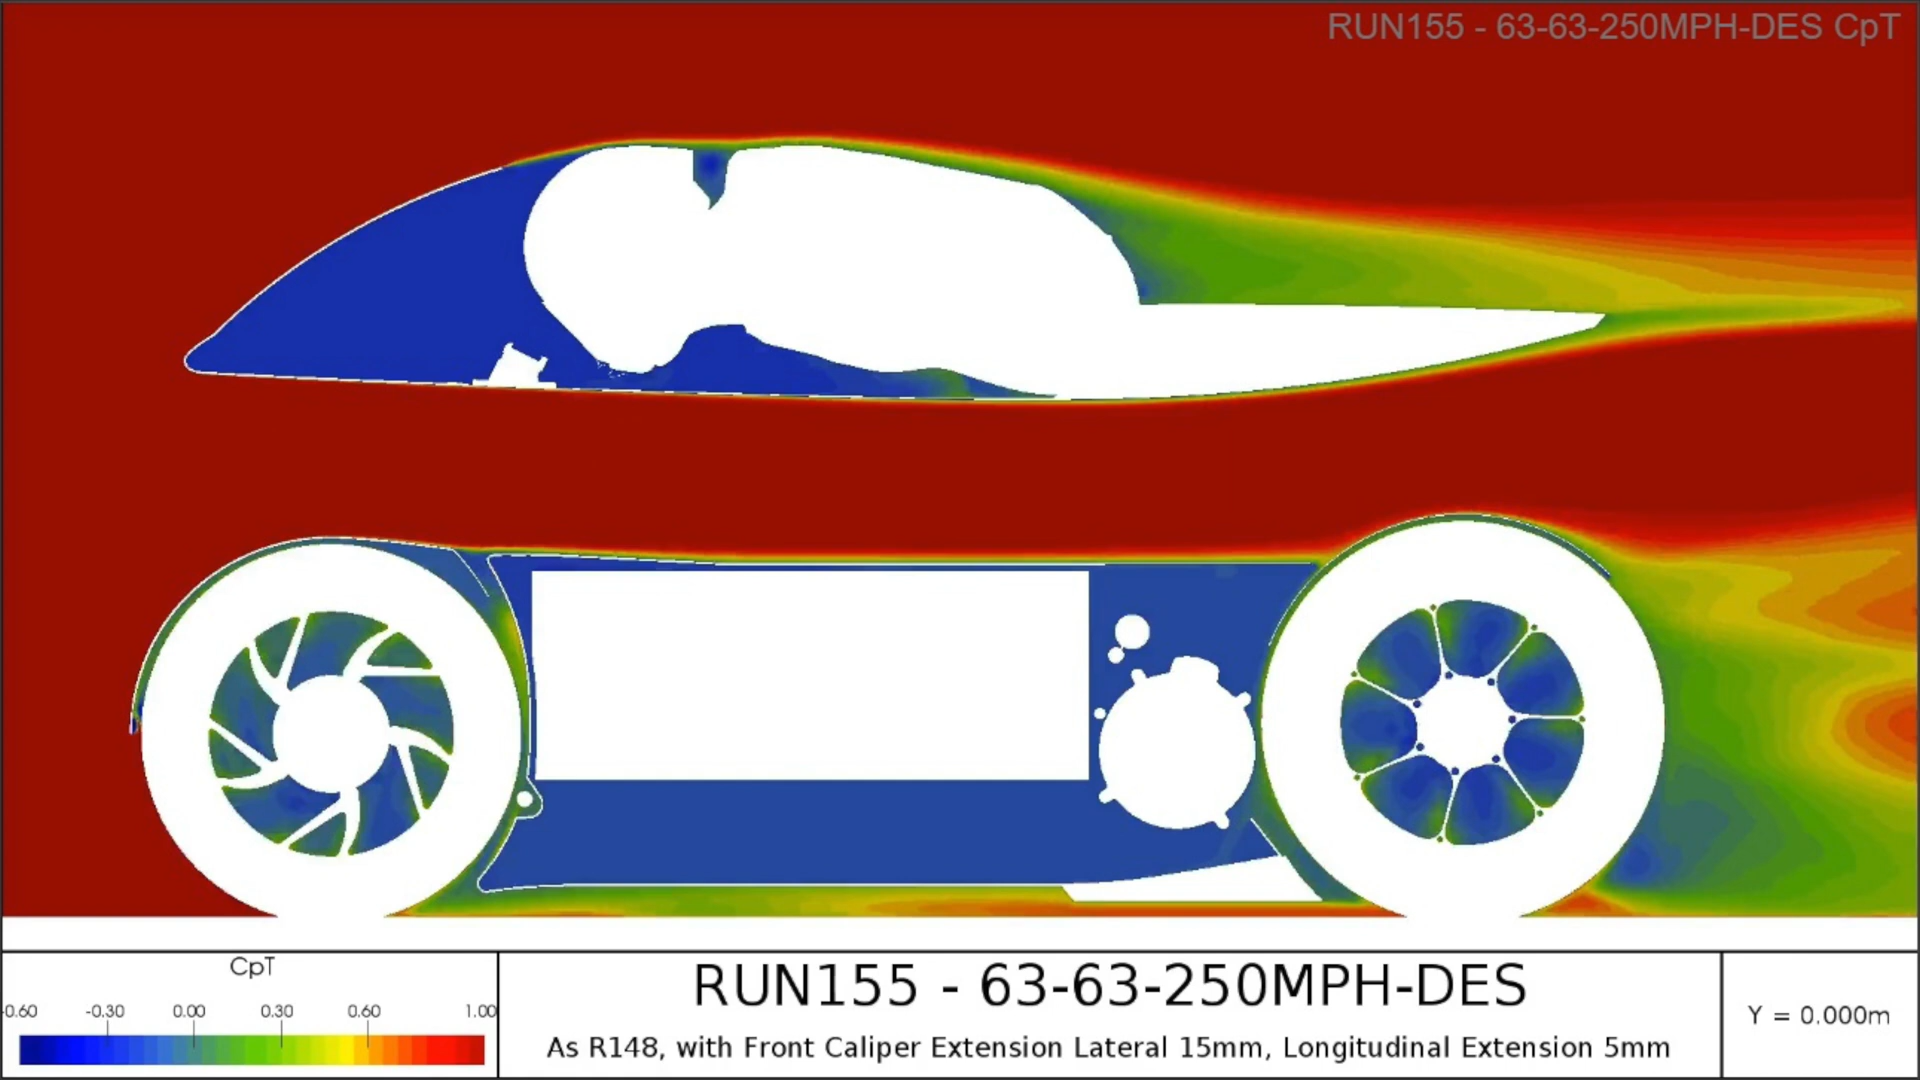 RUN155 - 63-63-250MPH-DES CpT
CpT
-0.60 -0.30 0.00 0.30 0.60 1.00
RUN155 - 63-63-250MPH-DES
As R148, with Front Caliper Extension Lateral 15mm, Longitudinal Extension 5mm
Y = 0.000m